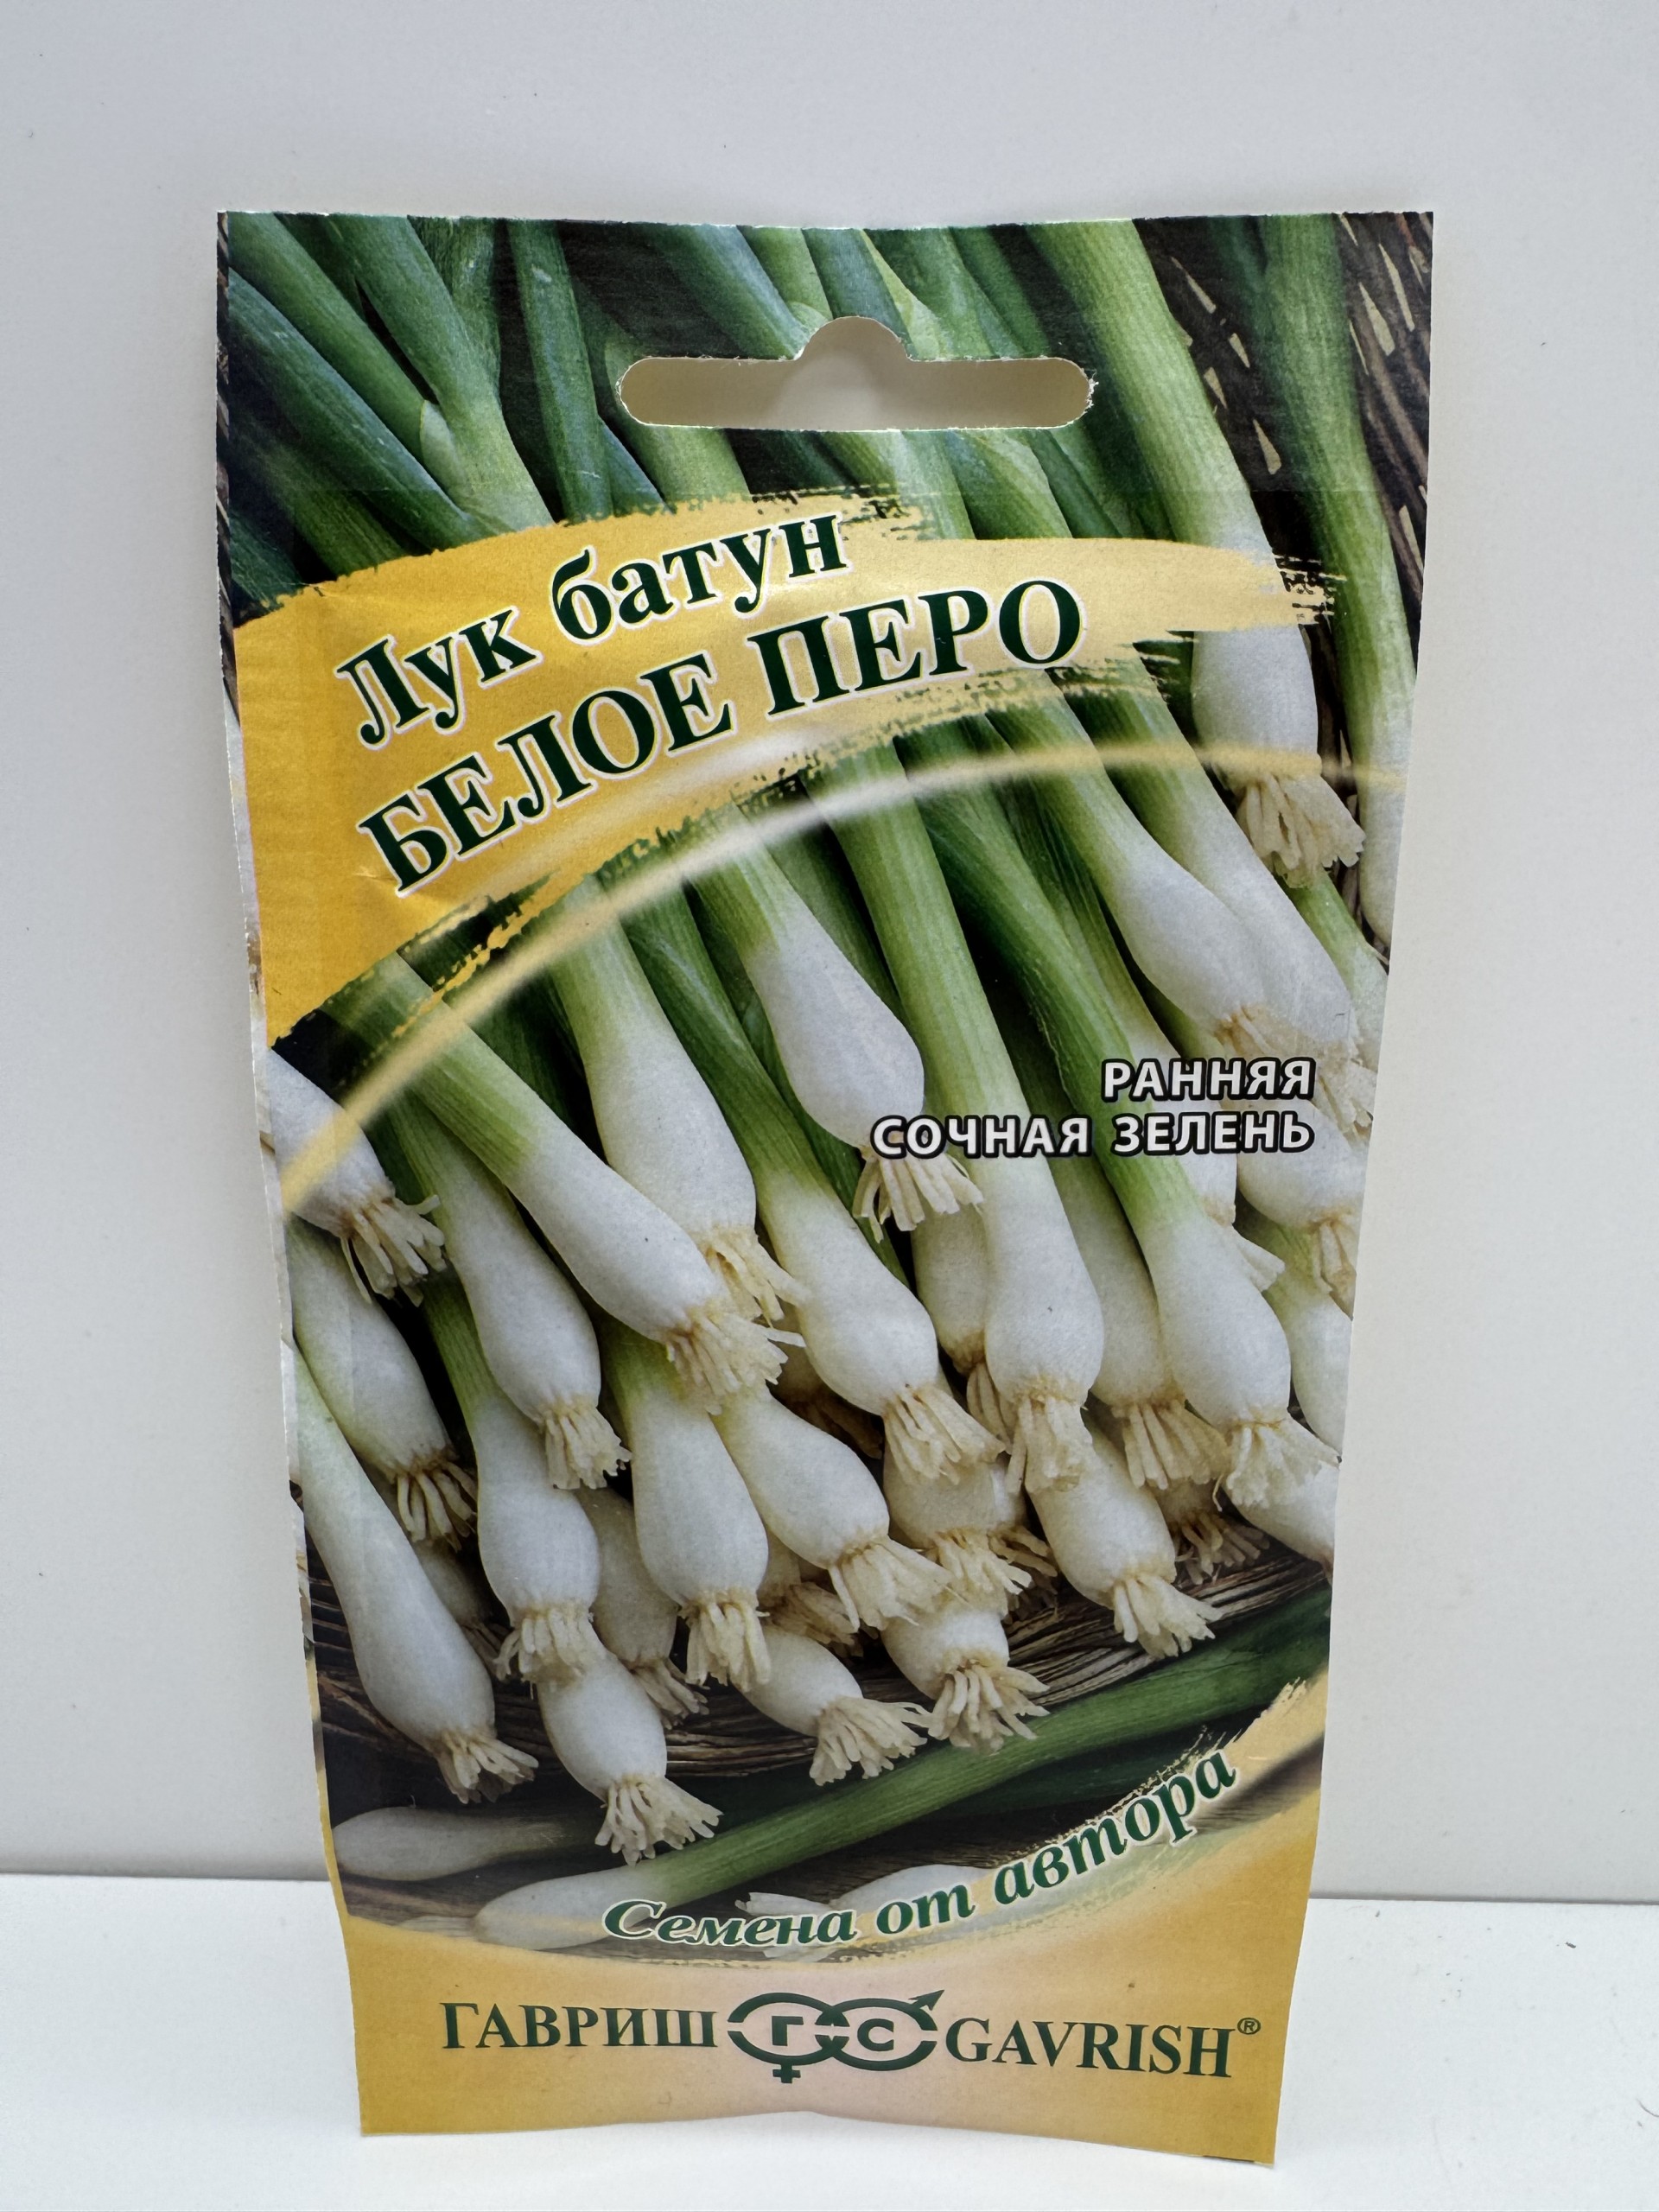 Лук батун
БЕЛОЕ ПЕРО
РАННЯЯ
СОЧНАЯ ЗЕЛЕНЬ
Семена от автора
ГАВРИШ ГС GAVRISH®